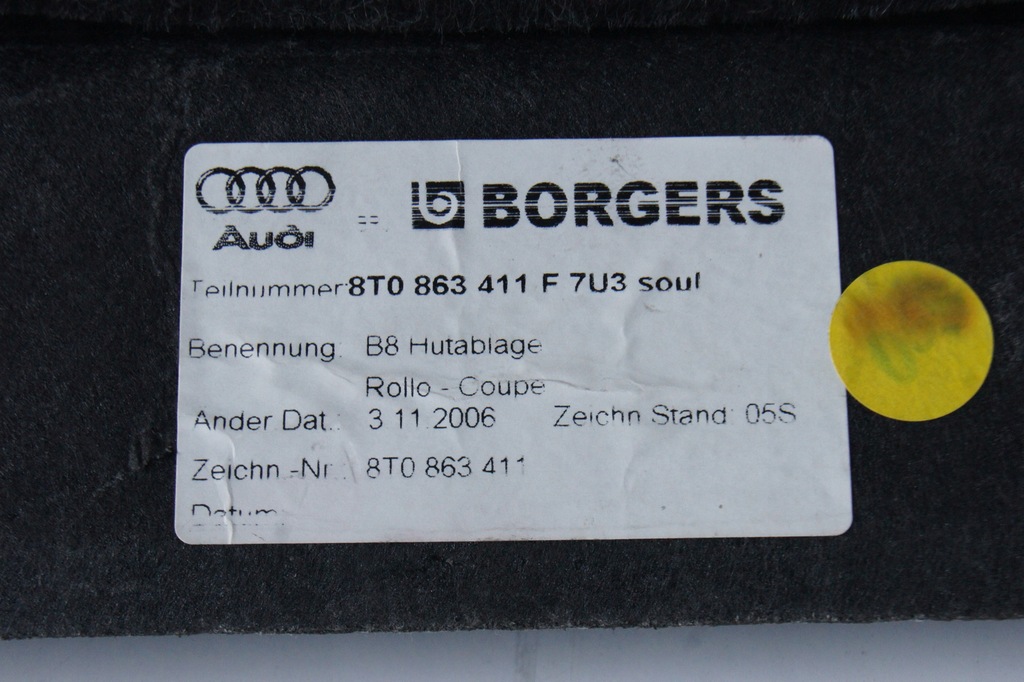 Audi BORGERS
Teilnummer: 8T0 863 411 F 7U3 soul
Benennung: B8 Hutablage
Rollo - Coupe
Ander Dat.: 3.11.2006 Zeichn Stand: 05S
Zeichn.-Nr.: 8T0 863 411
Datum